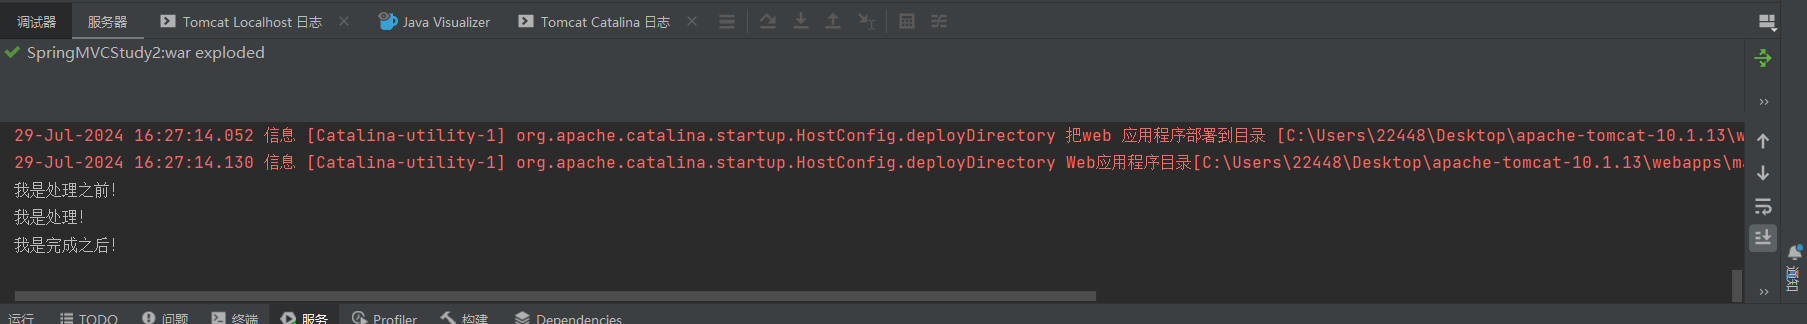 调试器 服务器 Tomcat Localhost 日志 Java Visualizer Tomcat Catalina 日志
SpringMVCStudy2:war exploded
29-Jul-2024 16:27:14.052 信息 [Catalina-utility-1] org.apache.catalina.startup.HostConfig.deployDirectory 把web 应用程序部署到目录 [C:\Users\22448\Desktop\apache-tomcat-10.1.13\w
29-Jul-2024 16:27:14.130 信息 [Catalina-utility-1] org.apache.catalina.startup.HostConfig.deployDirectory Web应用程序目录[C:\Users\22448\Desktop\apache-tomcat-10.1.13\webapps\m
我是处理之前!
我是处理!
我是完成之后!
通知
运行 TODO 问题 终端 服务 Profiler 构建 Dependencies